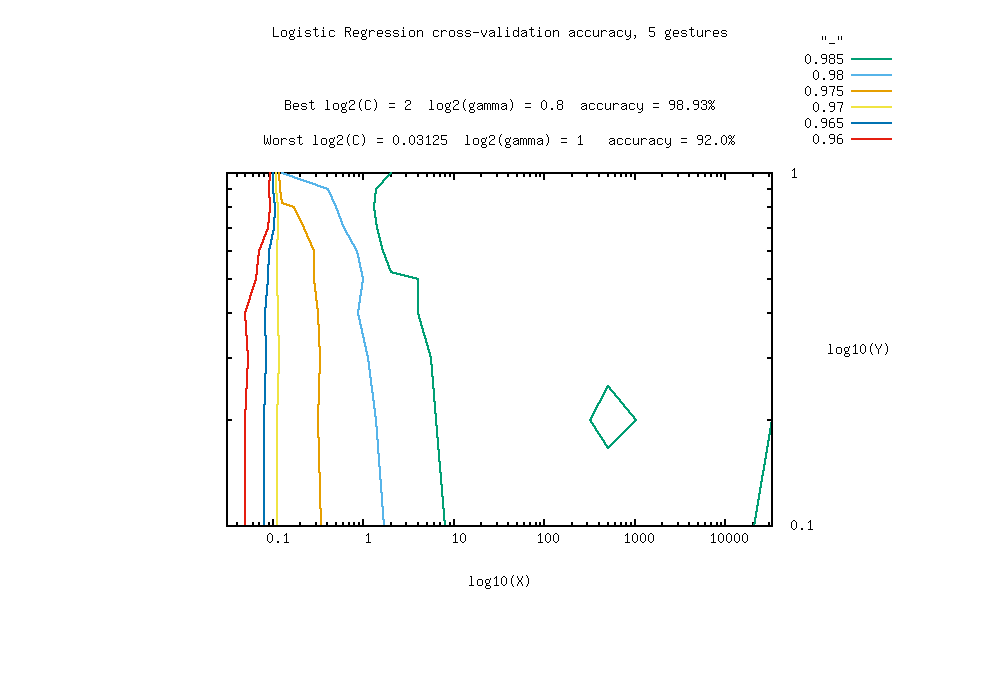 Logistic Regression cross-validation accuracy, 5 gestures
"_"
0.985
0.98
0.975
0.97
0.965
0.96
Best log2(C) = 2  log2(gamma) = 0.8  accuracy = 98.93%
Worst log2(C) = 0.03125  log2(gamma) = 1   accuracy = 92.0%
1
log10(Y)
0.1
0.1 1 10 100 1000 10000
log10(X)